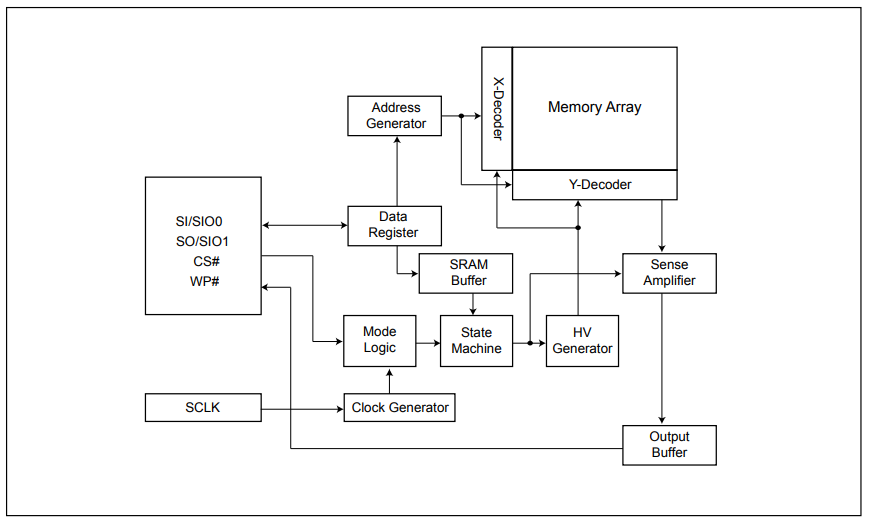 X-Decoder
Memory Array
Address
Generator
Y-Decoder
SI/SIO0
SO/SIO1
CS#
WP#
Data
Register
SRAM
Buffer
Sense
Amplifier
Mode
Logic
State
Machine
HV
Generator
SCLK
Clock Generator
Output
Buffer